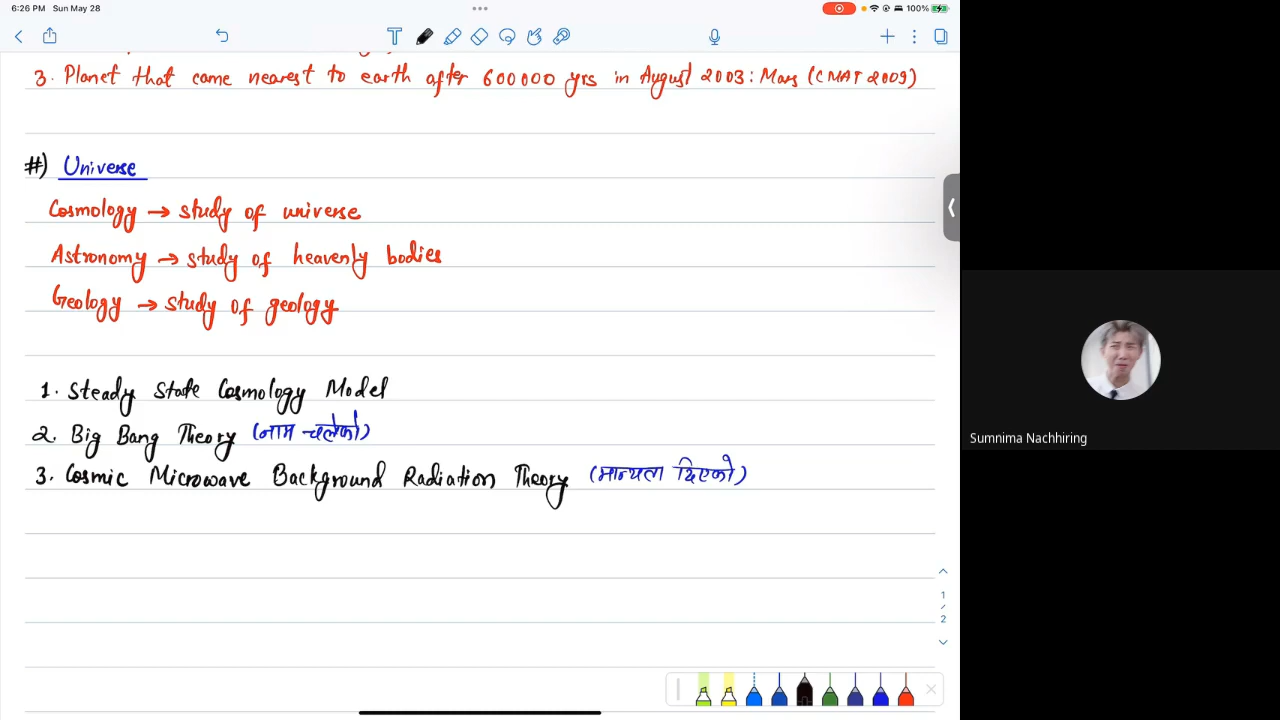 6:26 PM Sun May 28
100%
3. Planet that came nearest to earth after 600000 yrs in August 2003: Mars (CMAT 2009)
#) Universe
Cosmology → study of universe
Astronomy → study of heavenly bodies
Geology → study of geology
1. Steady State Cosmology Model
2. Big Bang Theory (नाम चलेको)
3. Cosmic Microwave Background Radiation Theory (मान्यता दिएको)
Sumnima Nachhiring
1
/
2